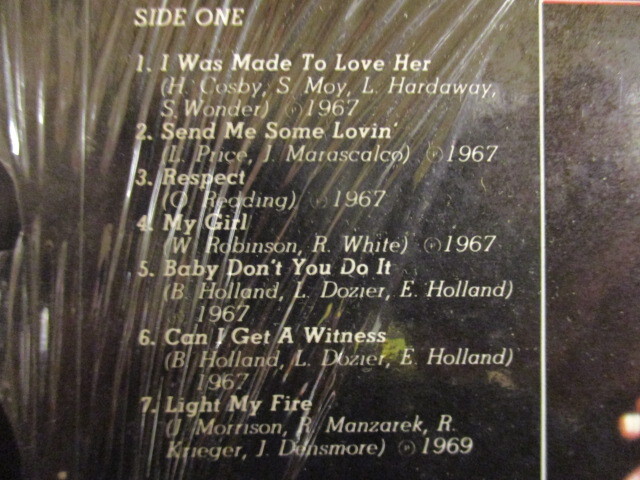 SIDE ONE
1. I Was Made To Love Her
(H. Cosby, S. Moy, L. Hardaway,
S. Wonder) ℗ 1967
2. Send Me Some Lovin'
(L. Price, J. Marascalco) ℗ 1967
3. Respect
(O. Redding) ℗ 1967
4. My Girl
(W. Robinson, R. White) ℗ 1967
5. Baby Don't You Do It
(B. Holland, L. Dozier, E. Holland)
1967
6. Can I Get A Witness
(B. Holland, L. Dozier, E. Holland)
1967
7. Light My Fire
(J. Morrison, R. Manzarek, R.
Krieger, J. Densmore) ℗ 1969